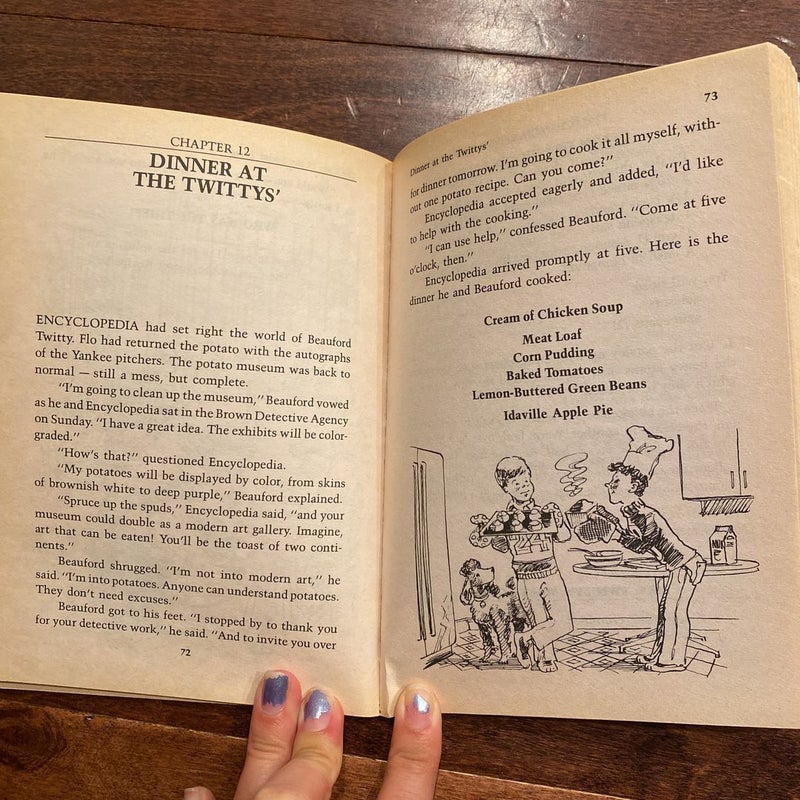 CHAPTER 12
DINNER AT
THE TWITTYS’
ENCYCLOPEDIA had set right the world of Beauford
Twitty. Flo had returned the potato with the autographs
of the Yankee pitchers. The potato museum was back to
normal — still a mess, but complete.
“I’m going to clean up the museum,” Beauford vowed
as he and Encyclopedia sat in the Brown Detective Agency
on Sunday. “I have a great idea. The exhibits will be color-
graded.”
“How’s that?” questioned Encyclopedia.
“My potatoes will be displayed by color, from skins
of brownish white to deep purple,” Beauford explained.
“Spruce up the spuds,” Encyclopedia said, “and your
museum could double as a modern art gallery. Imagine,
art that can be eaten! You’ll be the toast of two conti-
nents.”
Beauford shrugged. “I’m not into modern art,” he
said. “I’m into potatoes. Anyone can understand potatoes.
They don’t need excuses.”
Beauford got to his feet. “I stopped by to thank you
for your detective work,” he said. “And to invite you over
72
73
Dinner at the Twittys’
for dinner tomorrow. I’m going to cook it all myself, with-
out one potato recipe. Can you come?”
Encyclopedia accepted eagerly and added, “I’d like
to help with the cooking.”
“I can use help,” confessed Beauford. “Come at five
o’clock, then.”
Encyclopedia arrived promptly at five. Here is the
dinner he and Beauford cooked:
Cream of Chicken Soup
Meat Loaf
Corn Pudding
Baked Tomatoes
Lemon-Buttered Green Beans
Idaville Apple Pie
24
MILK